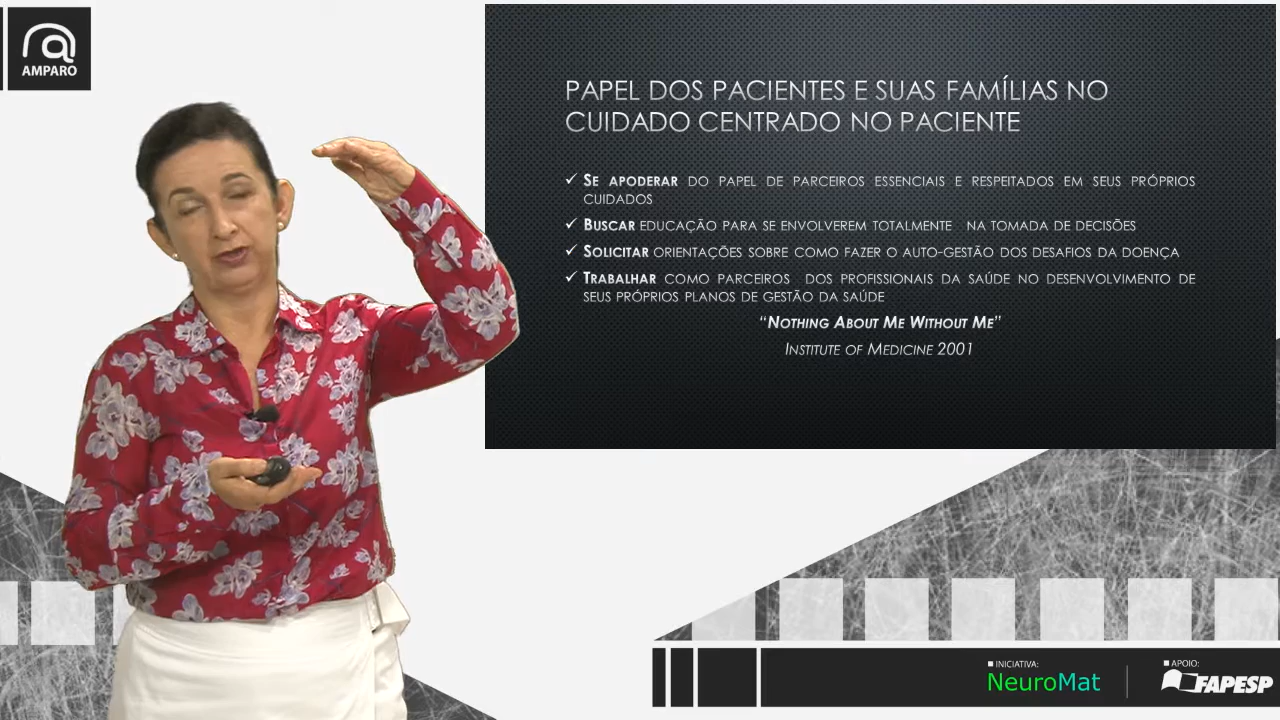 AMPARO
PAPEL DOS PACIENTES E SUAS FAMÍLIAS NO
CUIDADO CENTRADO NO PACIENTE
✓ SE APODERAR DO PAPEL DE PARCEIROS ESSENCIAIS E RESPEITADOS EM SEUS PRÓPRIOS
CUIDADOS
✓ BUSCAR EDUCAÇÃO PARA SE ENVOLVEREM TOTALMENTE NA TOMADA DE DECISÕES
✓ SOLICITAR ORIENTAÇÕES SOBRE COMO FAZER O AUTO-GESTÃO DOS DESAFIOS DA DOENÇA
✓ TRABALHAR COMO PARCEIROS DOS PROFISSIONAIS DA SAÚDE NO DESENVOLVIMENTO DE
SEUS PRÓPRIOS PLANOS DE GESTÃO DA SAÚDE
“NOTHING ABOUT ME WITHOUT ME”
INSTITUTE OF MEDICINE 2001
INICIATIVA:
NeuroMat
APOIO:
FAPESP